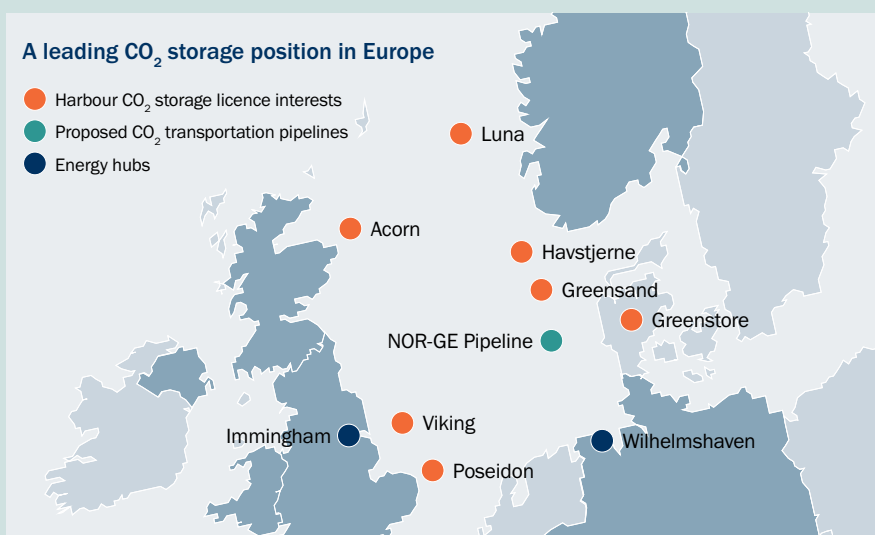 A leading CO₂ storage position in Europe
Harbour CO₂ storage licence interests
Proposed CO₂ transportation pipelines
Energy hubs
Luna
Acorn
Havstjerne
Greensand
Greenstore
NOR-GE Pipeline
Viking
Immingham
Wilhelmshaven
Poseidon